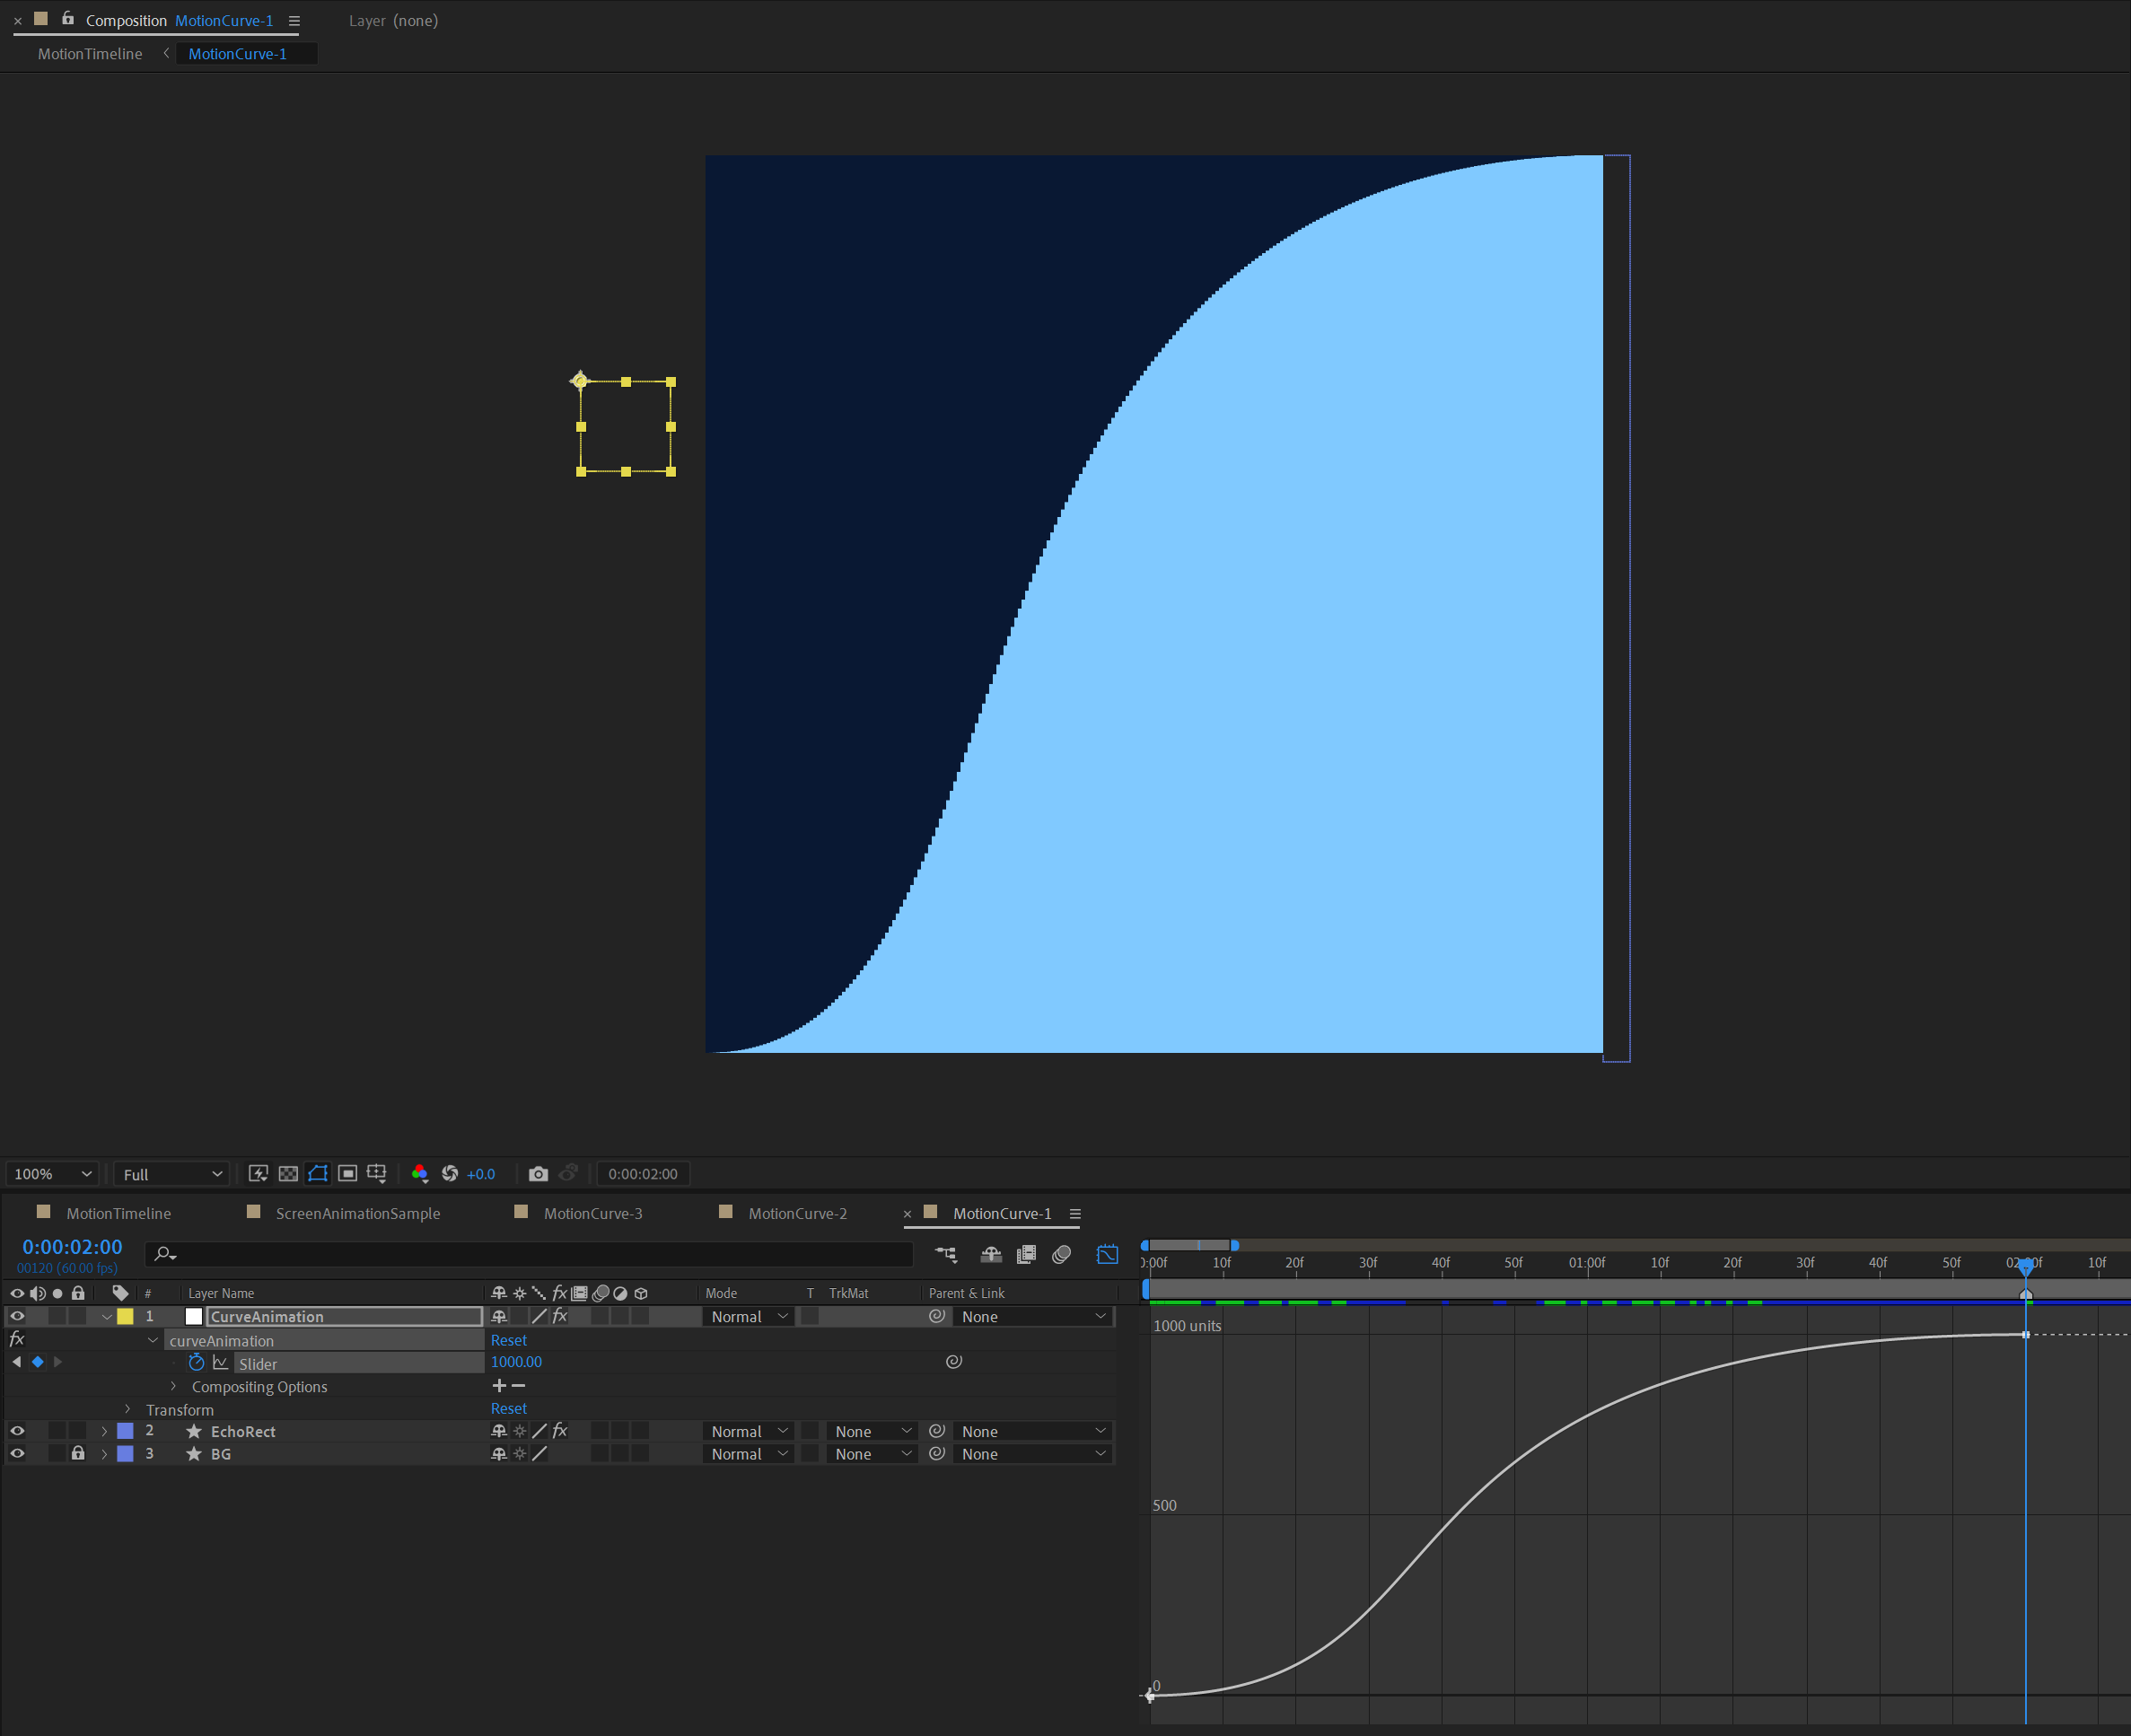 × Composition MotionCurve-1 ≡ Layer (none)
MotionTimeline < MotionCurve-1
100% Full +0.0 0:00:02:00
MotionTimeline ScreenAnimationSample MotionCurve-3 MotionCurve-2 × MotionCurve-1 ≡
0:00:02:00
00120 (60.00 fps)
# Layer Name fx Mode T TrkMat Parent & Link
1 CurveAnimation fx Normal None
fx curveAnimation Reset
Slider 1000.00
Compositing Options + −
Transform Reset
2 EchoRect fx Normal None None
3 BG Normal None None
:00f 10f 20f 30f 40f 50f 01:00f 10f 20f 30f 40f 50f 10f
1000 units
500
0